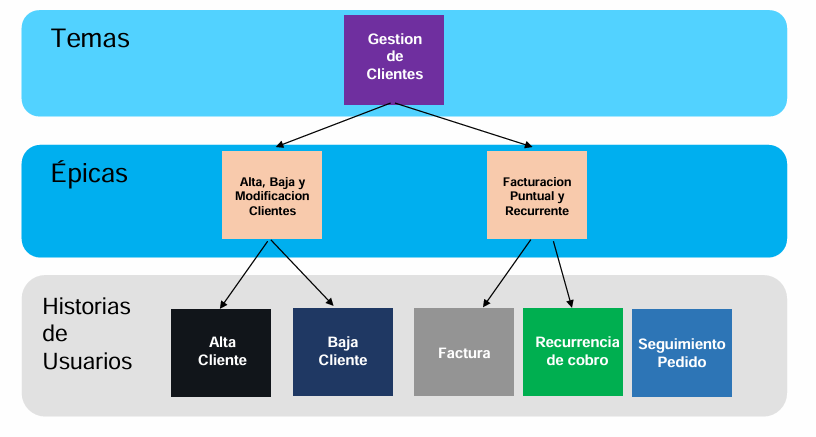 Temas
Gestion
de
Clientes
Épicas
Alta, Baja y
Modificacion
Clientes
Facturacion
Puntual y
Recurrente
Historias
de
Usuarios
Alta
Cliente
Baja
Cliente
Factura
Recurrencia
de cobro
Seguimiento
Pedido